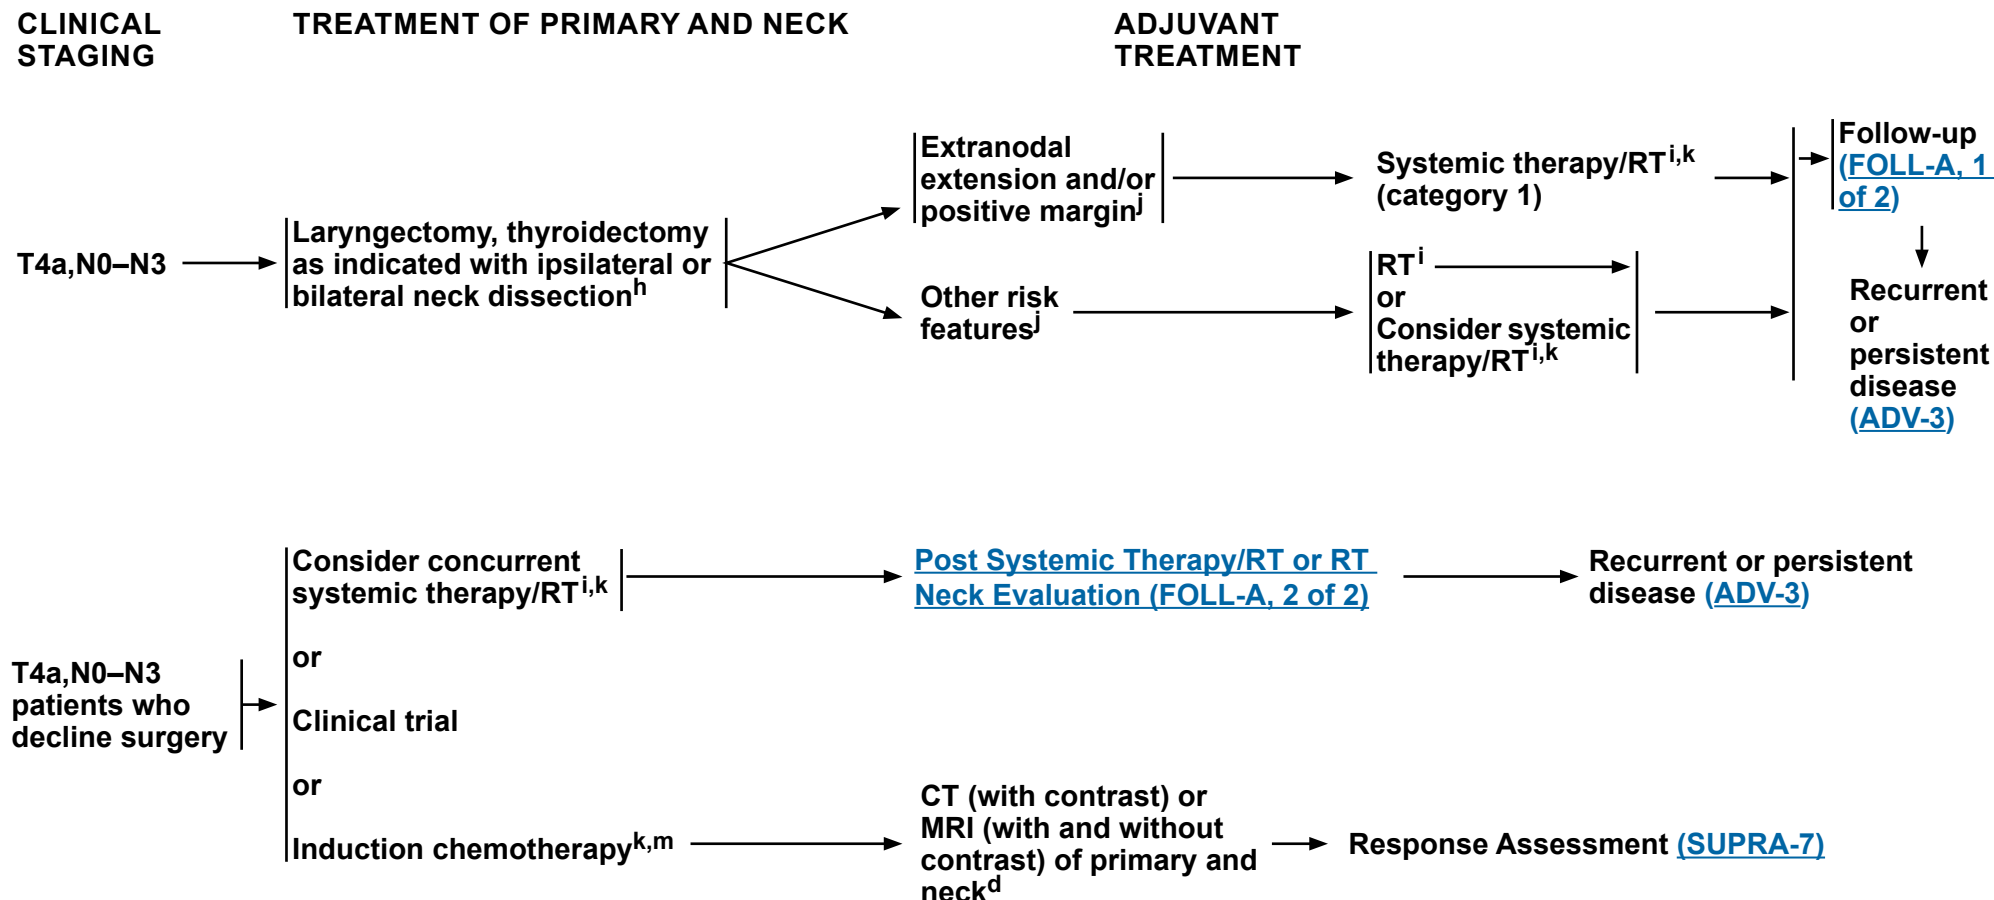 CLINICAL
STAGING
TREATMENT OF PRIMARY AND NECK
ADJUVANT
TREATMENT
T4a,N0–N3
Laryngectomy, thyroidectomy
as indicated with ipsilateral or
bilateral neck dissectionh
Extranodal
extension and/or
positive marginj
Systemic therapy/RTi,k
(category 1)
Other risk
featuresj
RTi
or
Consider systemic
therapy/RTi,k
Follow-up
(FOLL-A, 1
of 2)
Recurrent
or
persistent
disease
(ADV-3)
T4a,N0–N3
patients who
decline surgery
Consider concurrent
systemic therapy/RTi,k
or
Clinical trial
or
Induction chemotherapyk,m
Post Systemic Therapy/RT or RT
Neck Evaluation (FOLL-A, 2 of 2)
Recurrent or persistent
disease (ADV-3)
CT (with contrast) or
MRI (with and without
contrast) of primary and
neckd
Response Assessment (SUPRA-7)